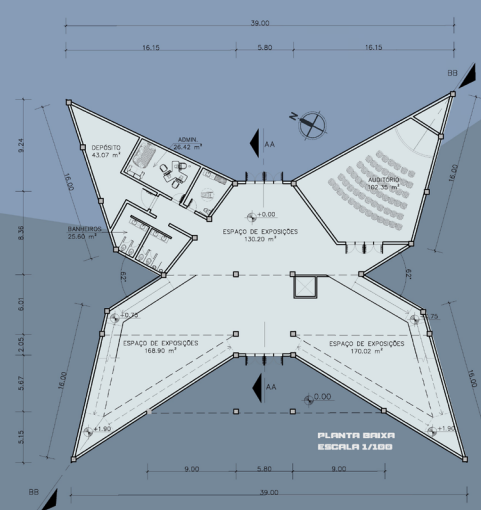 39.00
16.15 5.80 16.15
BB
9.24
8.36
6.01
2.05
5.67
5.15
16.00
16.00
16.00
16.00
AA
N
DEPÓSITO
43.07 m²
ADMIN.
26.42 m²
AUDITÓRIO
102.35 m²
+0.00
ESPAÇO DE EXPOSIÇÕES
130.20 m²
BANHEIROS
25.60 m²
62°
62°
+0.75
ESPAÇO DE EXPOSIÇÕES
168.90 m²
ESPAÇO DE EXPOSIÇÕES
170.02 m²
AA
+1.90
+1.90
PLANTA BAIXA
ESCALA 1/100
9.00 5.80 9.00
39.00
BB